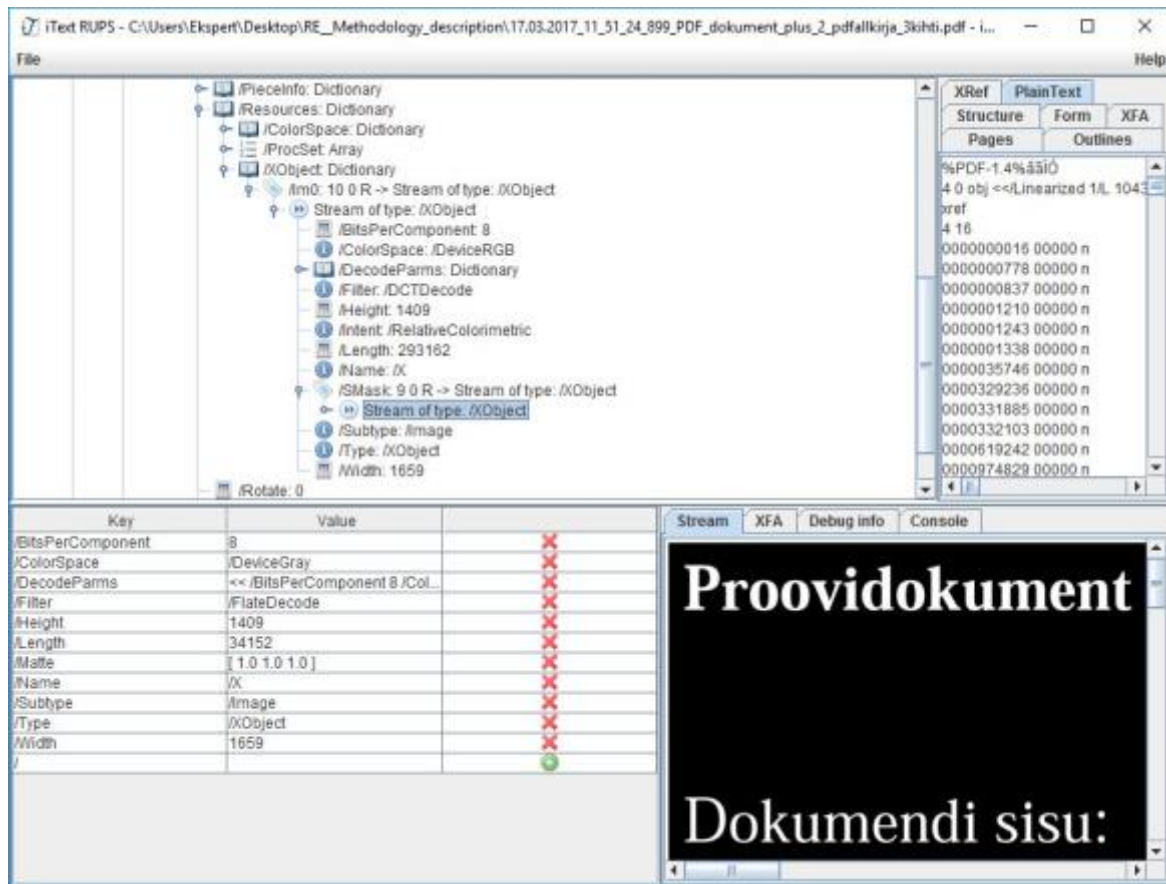 iText RUPS - C:\Users\Ekspert\Desktop\RE__Methodology_description\17.03.2017_11_51_24_899_PDF_dokument_plus_2_pdfallkirja_3kihti.pdf - i...
File Help
/PieceInfo: Dictionary
/Resources: Dictionary
/ColorSpace: Dictionary
/ProcSet: Array
/XObject: Dictionary
/Im0: 10 0 R -> Stream of type: /XObject
Stream of type: /XObject
/BitsPerComponent: 8
/ColorSpace: /DeviceRGB
/DecodeParms: Dictionary
/Filter: /DCTDecode
/Height: 1409
/Intent: /RelativeColorimetric
/Length: 293162
/Name: /X
/SMask: 9 0 R -> Stream of type: /XObject
Stream of type: /XObject
/Subtype: /Image
/Type: /XObject
/Width: 1659
/Rotate: 0
XRef PlainText
Structure Form XFA
Pages Outlines
%PDF-1.4%âãÏÓ
4 0 obj <</Linearized 1/L 1043
xref
4 16
0000000016 00000 n
0000000778 00000 n
0000000837 00000 n
0000001210 00000 n
0000001243 00000 n
0000001338 00000 n
0000035746 00000 n
0000329236 00000 n
0000331885 00000 n
0000332103 00000 n
0000619242 00000 n
0000974829 00000 n
Key Value
/BitsPerComponent 8
/ColorSpace /DeviceGray
/DecodeParms << /BitsPerComponent 8 /Col...
/Filter /FlateDecode
/Height 1409
/Length 34152
/Matte [ 1.0 1.0 1.0 ]
/Name /X
/Subtype /Image
/Type /XObject
/Width 1659
/
Stream XFA Debug info Console
Proovidokument
Dokumendi sisu: